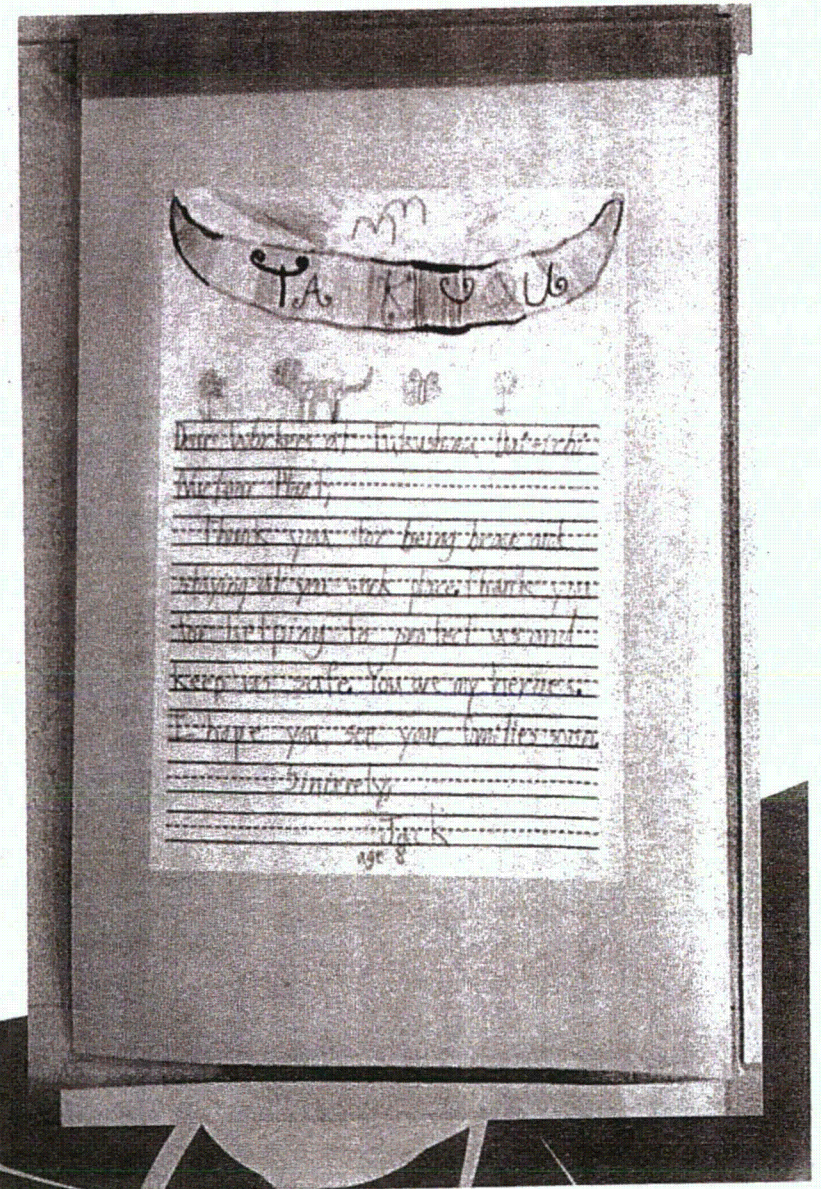 TAKUSU
Dear Workers at Fukushima Daiichi
Nuclear Plant,
Thank you for being brave and
staying at you work place. Thank you
for helping to protect us and
keep us safe. You are my heroes.
I hope you see your families soon.
Sincerely,
Jack
age 8